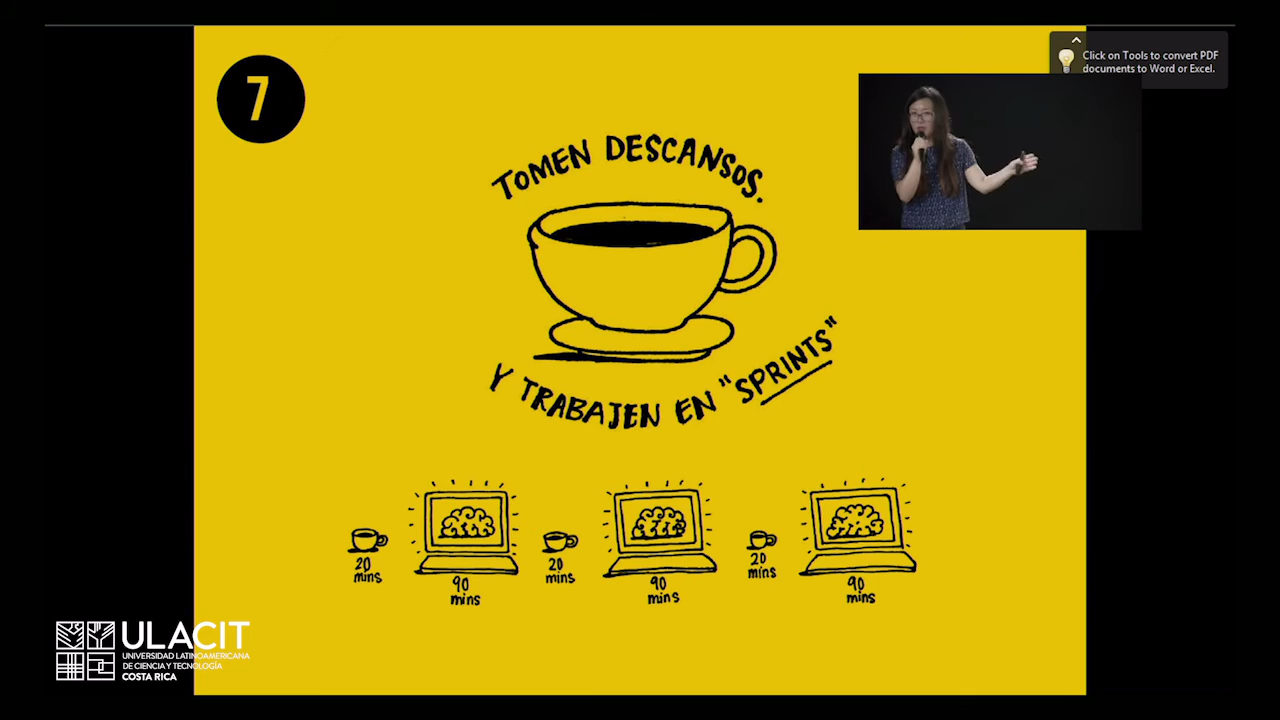 7
Click on Tools to convert PDF
documents to Word or Excel.
TOMEN DESCANSOS.
Y TRABAJEN EN "SPRINTS"
20
mins
90
mins
20
mins
90
mins
20
mins
90
mins
ULACIT
UNIVERSIDAD LATINOAMERICANA
DE CIENCIA Y TECNOLOGÍA
COSTA RICA